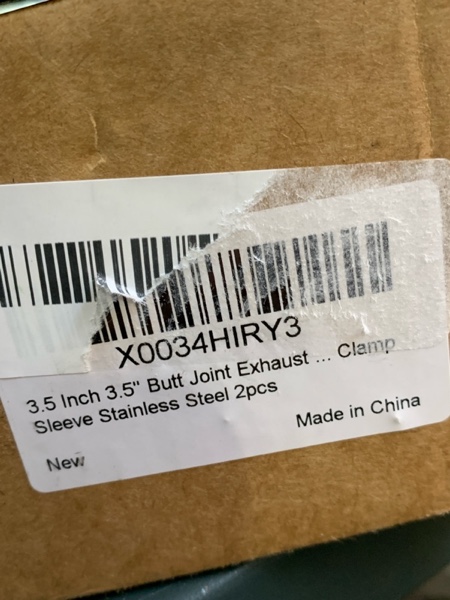 X0034HIRY3
3.5 Inch 3.5" Butt Joint Exhaust ... Clamp
Sleeve Stainless Steel 2pcs
New
Made in China